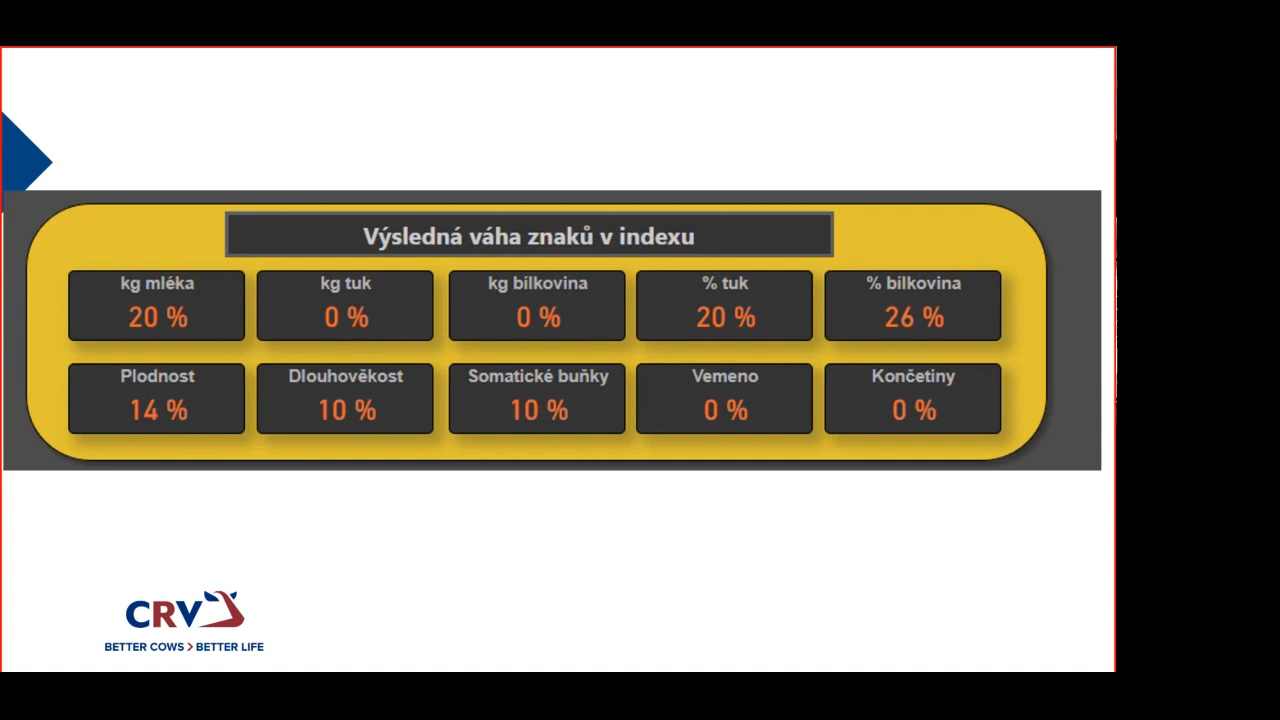 Výsledná váha znaků v indexu
kg mléka
20 %
kg tuk
0 %
kg bílkovina
0 %
% tuk
20 %
% bílkovina
26 %
Plodnost
14 %
Dlouhověkost
10 %
Somatické buňky
10 %
Vemeno
0 %
Končetiny
0 %
CRV
BETTER COWS > BETTER LIFE